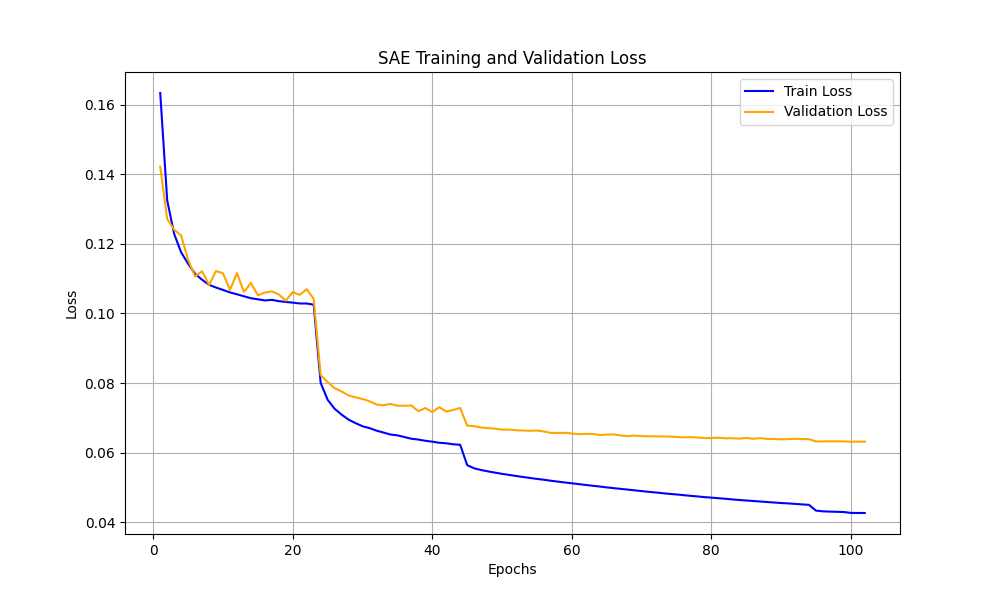 SAE Training and Validation Loss
Train Loss
Validation Loss
Loss
0.16
0.14
0.12
0.10
0.08
0.06
0.04
0 20 40 60 80 100
Epochs